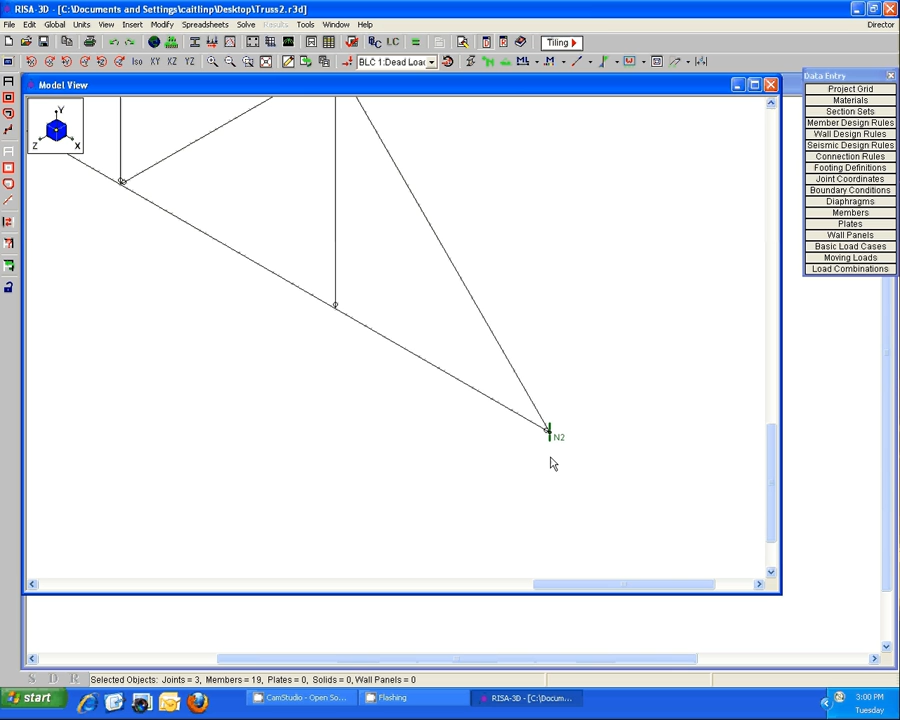 RISA-3D - [C:\Documents and Settings\caitlinp\Desktop\Truss2.r3d]
File Edit Global Units View Insert Modify Spreadsheets Solve Results Tools Window Help Director
LC LC Tiling
Iso XY XZ YZ BLC 1:Dead Loa ML M
Model View
Data Entry
Project Grid
Materials
Section Sets
Member Design Rules
Wall Design Rules
Seismic Design Rules
Connection Rules
Footing Definitions
Joint Coordinates
Boundary Conditions
Diaphragms
Members
Plates
Wall Panels
Basic Load Cases
Moving Loads
Load Combinations
Y
Z X
N2
S D R Selected Objects: Joints = 3, Members = 19, Plates = 0, Solids = 0, Wall Panels = 0
start CamStudio - Open So... Flashing RISA-3D - [C:\Docum... 3:00 PM
Tuesday